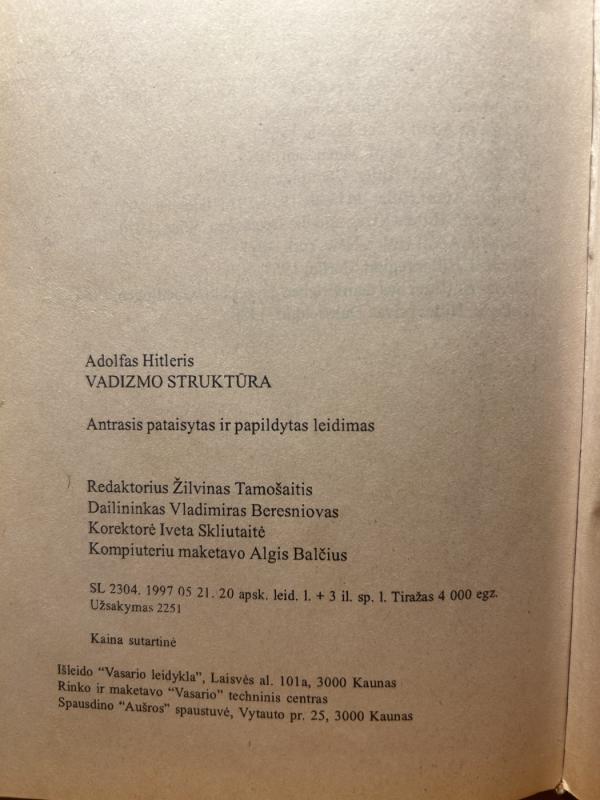 Adolfas Hitleris
VADIZMO STRUKTŪRA
Antrasis pataisytas ir papildytas leidimas
Redaktorius Žilvinas Tamošaitis
Dailininkas Vladimiras Beresniovas
Korektorė Iveta Skliutaitė
Kompiuteriu maketavo Algis Balčius
SL 2304. 1997 05 21. 20 apsk. leid. l. + 3 il. sp. l. Tiražas 4 000 egz.
Užsakymas 2251
Kaina sutartinė
Išleido "Vasario leidykla", Laisvės al. 101a, 3000 Kaunas
Rinko ir maketavo "Vasario" techninis centras
Spausdino "Aušros" spaustuvė, Vytauto pr. 25, 3000 Kaunas